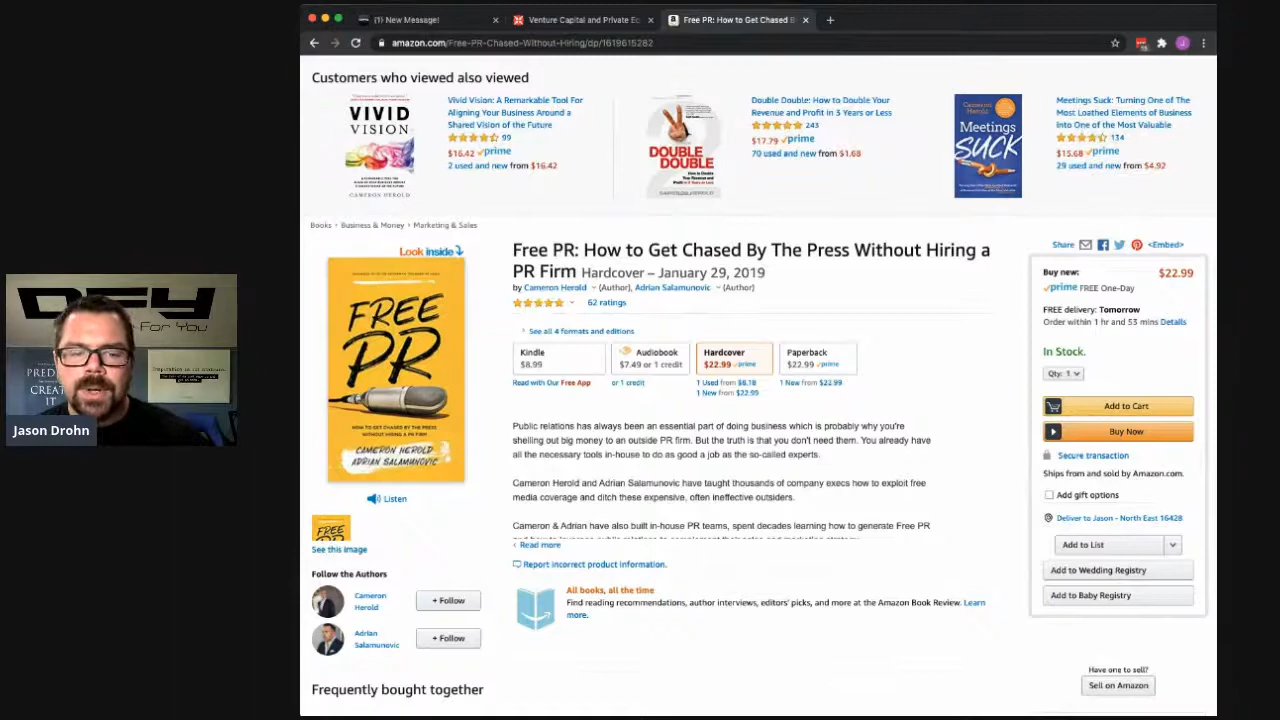 (1) New Message!
Venture Capital and Private Ec
Free PR: How to Get Chased B
amazon.com/Free-PR-Chased-Without-Hiring/dp/1619615282
Customers who viewed also viewed
VIVID
VISION
CAMERON HEROLD
Vivid Vision: A Remarkable Tool For
Aligning Your Business Around a
Shared Vision of the Future
99
$16.42 prime
2 used and new from $16.42
DOUBLE
DOUBLE
Double Double: How to Double Your
Revenue and Profit in 3 Years or Less
243
$17.79 prime
70 used and new from $1.68
Cameron
Herold
Meetings
SUCK
Meetings Suck: Turning One of The
Most Loathed Elements of Business
Into One of the Most Valuable
134
$15.68 prime
29 used and new from $4.92
Books › Business & Money › Marketing & Sales
Look inside
FREE
PR
HOW TO GET CHASED BY THE PRESS
WITHOUT HIRING A PR FIRM
CAMERON HEROLD
ADRIAN SALAMUNOVIC
Listen
FREE
See this image
Follow the Authors
Cameron
Herold
+ Follow
Adrian
Salamunovic
+ Follow
Frequently bought together
Free PR: How to Get Chased By The Press Without Hiring a
PR Firm Hardcover – January 29, 2019
by Cameron Herold (Author), Adrian Salamunovic (Author)
62 ratings
See all 4 formats and editions
Kindle
$8.99
Audiobook
$7.49 or 1 credit
Hardcover
$22.99 prime
Paperback
$22.99 prime
Read with Our Free App
or 1 credit
1 Used from $8.18
1 New from $22.99
1 New from $22.99
Public relations has always been an essential part of doing business which is probably why you're
shelling out big money to an outside PR firm. But the truth is that you don't need them. You already have
all the necessary tools in-house to do as good a job as the so-called experts.
Cameron Herold and Adrian Salamunovic have taught thousands of company execs how to exploit free
media coverage and ditch these expensive, often ineffective outsiders.
Cameron & Adrian have also built in-house PR teams, spent decades learning how to generate Free PR
Read more
Report incorrect product information.
All books, all the time
Find reading recommendations, author interviews, editors' picks, and more at the Amazon Book Review. Learn
more.
Share <Embed>
Buy new: $22.99
prime FREE One-Day
FREE delivery: Tomorrow
Order within 1 hr and 53 mins Details
In Stock.
Qty: 1
Add to Cart
Buy Now
Secure transaction
Ships from and sold by Amazon.com.
Add gift options
Deliver to Jason - North East 16428
Add to List
Add to Wedding Registry
Add to Baby Registry
Have one to sell?
Sell on Amazon
For You
PRED
CREAT
IT
Jason Drohn